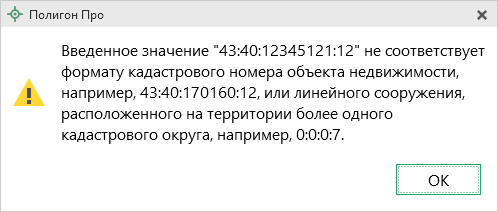 Полигон Про
Введенное значение "43:40:12345121:12" не соответствует
формату кадастрового номера объекта недвижимости,
например, 43:40:170160:12, или линейного сооружения,
расположенного на территории более одного
кадастрового округа, например, 0:0:0:7.
ОК